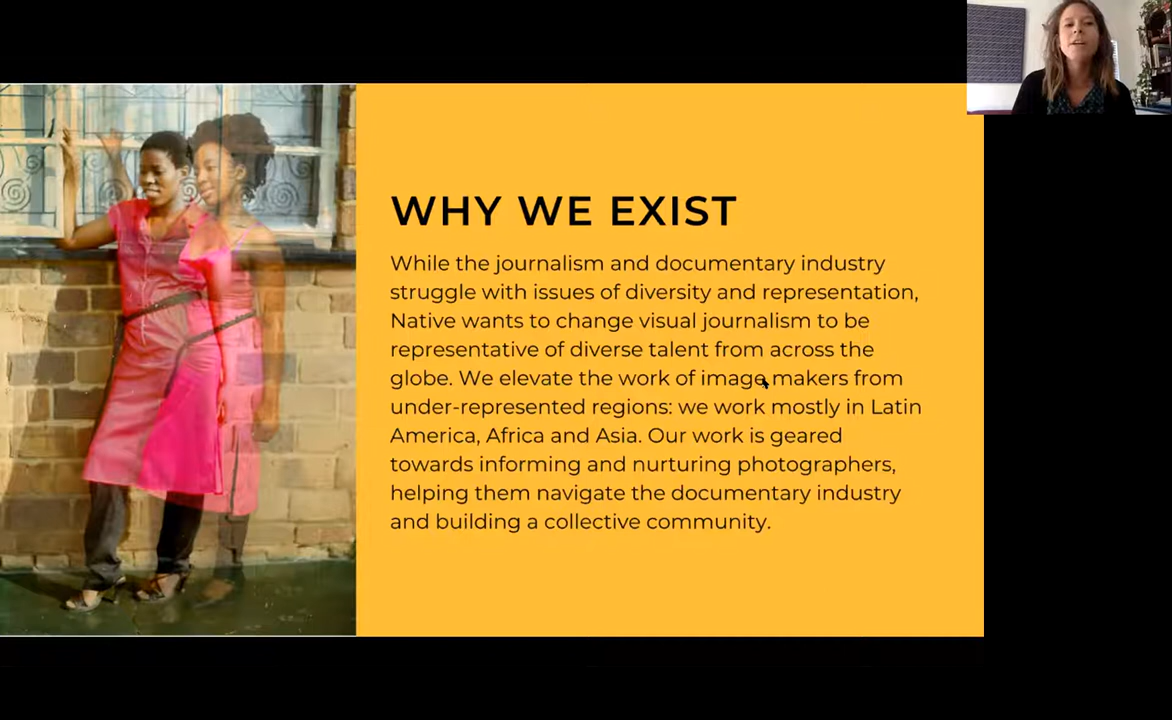 WHY WE EXIST
While the journalism and documentary industry
struggle with issues of diversity and representation,
Native wants to change visual journalism to be
representative of diverse talent from across the
globe. We elevate the work of image makers from
under-represented regions: we work mostly in Latin
America, Africa and Asia. Our work is geared
towards informing and nurturing photographers,
helping them navigate the documentary industry
and building a collective community.